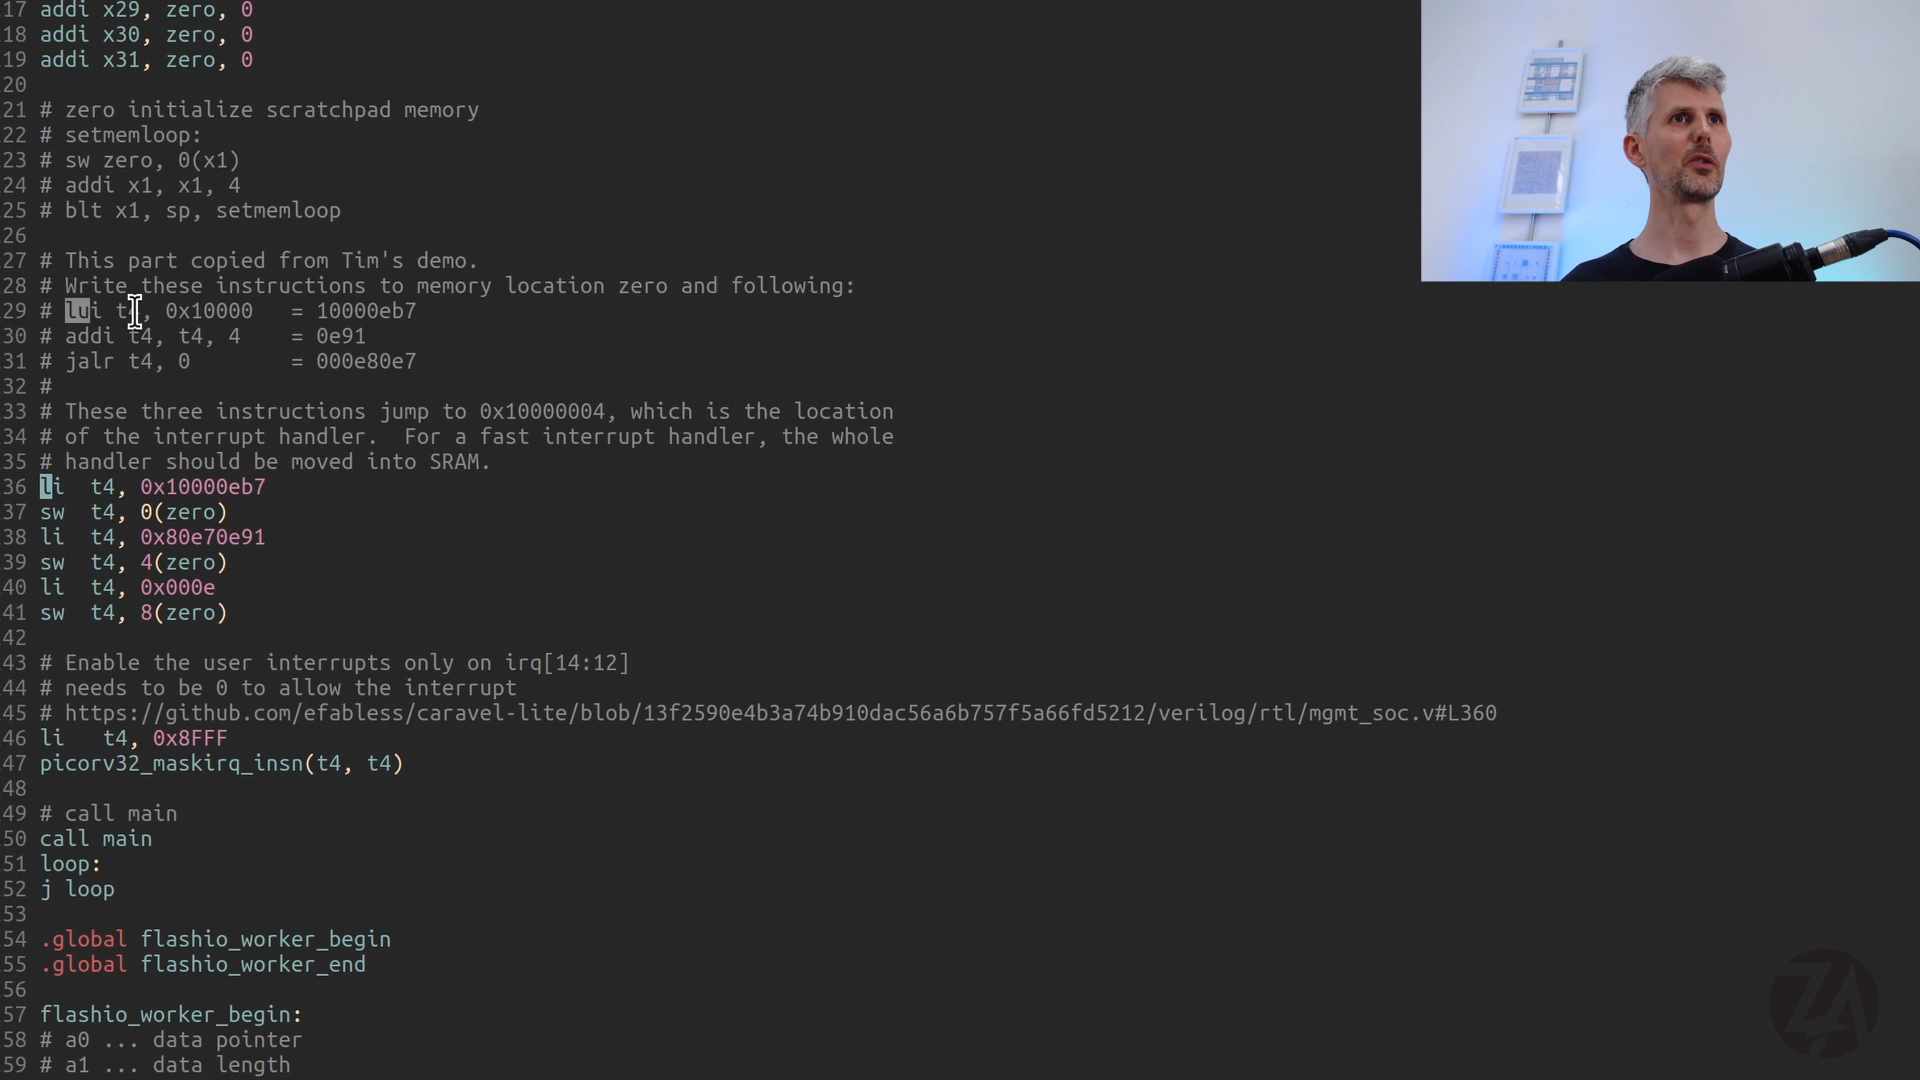 17 addi x29, zero, 0
18 addi x30, zero, 0
19 addi x31, zero, 0
20
21 # zero initialize scratchpad memory
22 # setmemloop:
23 # sw zero, 0(x1)
24 # addi x1, x1, 4
25 # blt x1, sp, setmemloop
26
27 # This part copied from Tim's demo.
28 # Write these instructions to memory location zero and following:
29 # lui t4, 0x10000   = 10000eb7
30 # addi t4, t4, 4    = 0e91
31 # jalr t4, 0        = 000e80e7
32 #
33 # These three instructions jump to 0x10000004, which is the location
34 # of the interrupt handler.  For a fast interrupt handler, the whole
35 # handler should be moved into SRAM.
36 li  t4, 0x10000eb7
37 sw  t4, 0(zero)
38 li  t4, 0x80e70e91
39 sw  t4, 4(zero)
40 li  t4, 0x000e
41 sw  t4, 8(zero)
42
43 # Enable the user interrupts only on irq[14:12]
44 # needs to be 0 to allow the interrupt
45 # https://github.com/efabless/caravel-lite/blob/13f2590e4b3a74b910dac56a6b757f5a66fd5212/verilog/rtl/mgmt_soc.v#L360
46 li   t4, 0x8FFF
47 picorv32_maskirq_insn(t4, t4)
48
49 # call main
50 call main
51 loop:
52 j loop
53
54 .global flashio_worker_begin
55 .global flashio_worker_end
56
57 flashio_worker_begin:
58 # a0 ... data pointer
59 # a1 ... data length
ZA